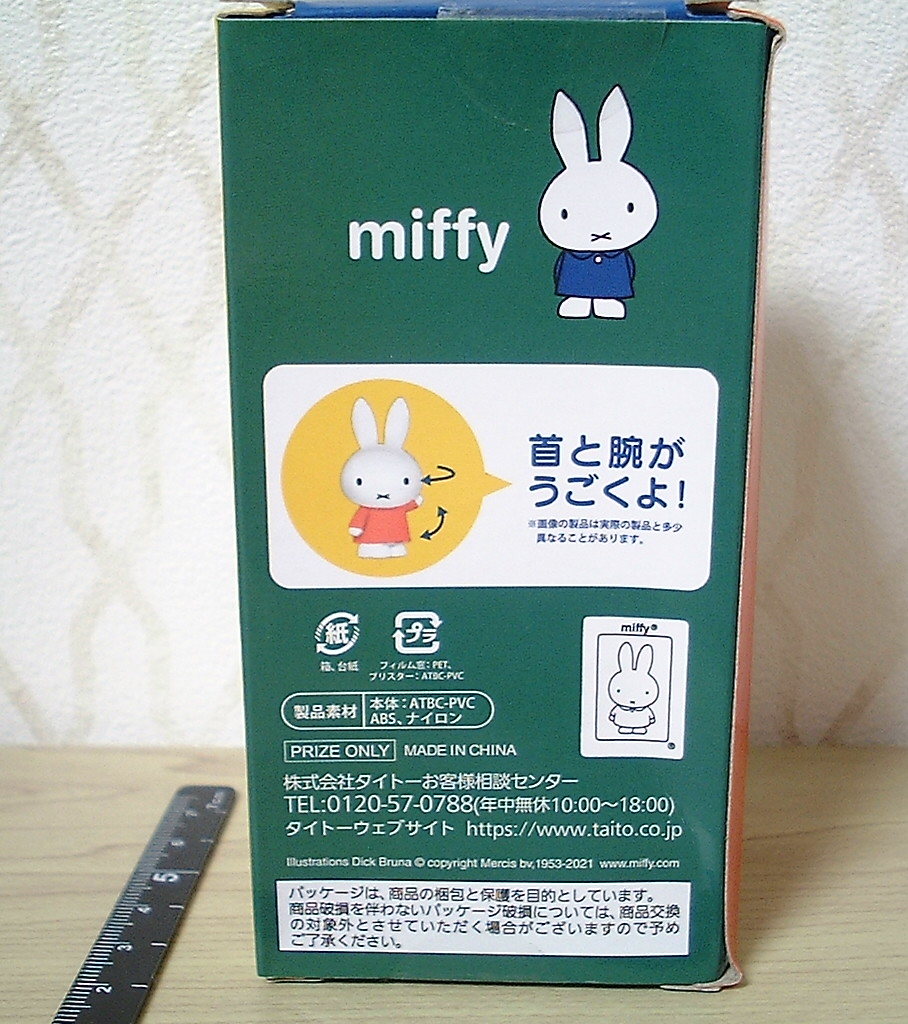 miffy
首と腕が
うごくよ!
※画像の製品は実際の製品と多少
異なることがあります。
紙
プラ
箱、台紙
フィルム窓:PET、
ブリスター:ATBC-PVC
miffy®
®
製品素材
本体:ATBC-PVC
ABS、ナイロン
PRIZE ONLY MADE IN CHINA
株式会社タイトーお客様相談センター
TEL:0120-57-0788(年中無休10:00〜18:00)
タイトーウェブサイト https://www.taito.co.jp
Illustrations Dick Bruna © copyright Mercis bv,1953-2021 www.miffy.com
パッケージは、商品の梱包と保護を目的としています。
商品破損を伴わないパッケージ破損については、商品交換
の対象外とさせていただく場合がございますので予め
ご了承ください。
5
4
3
2